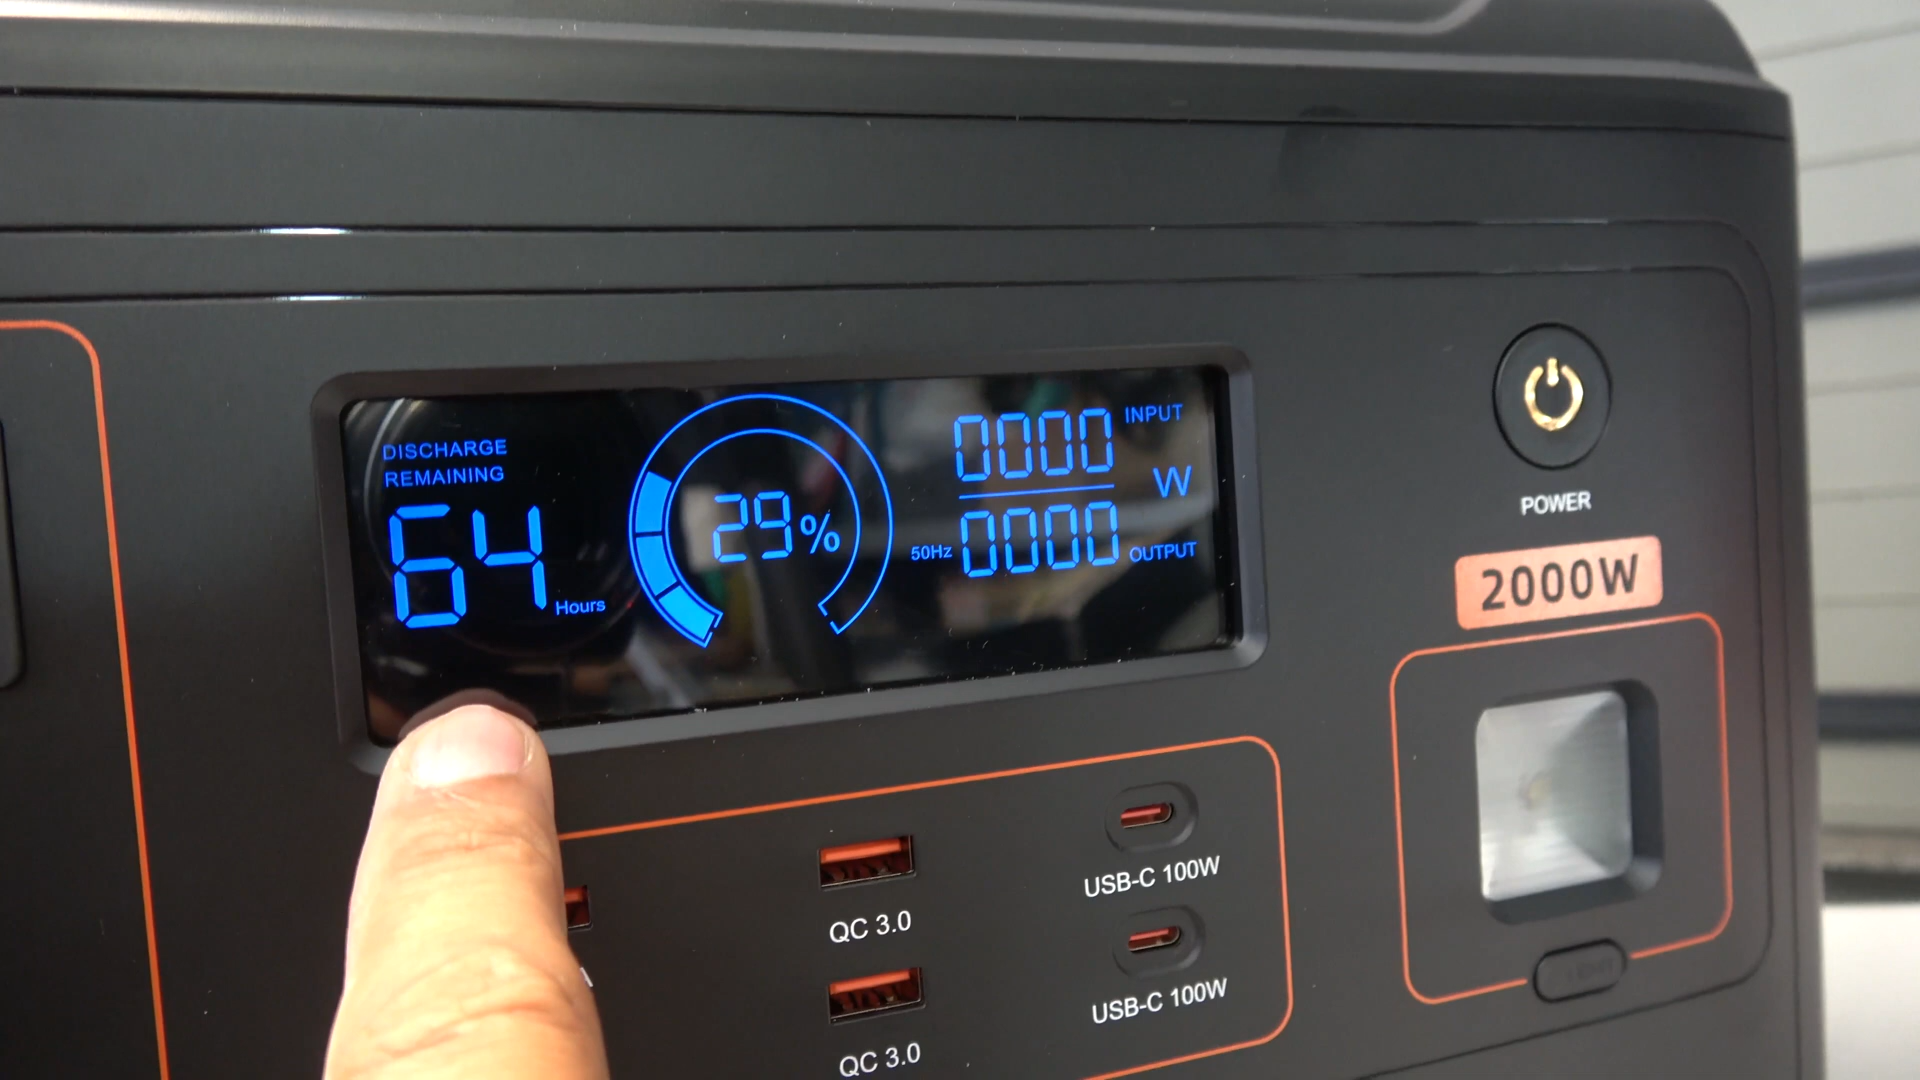 DISCHARGE
REMAINING
64 Hours
29%
0000 INPUT
W
50Hz 0000 OUTPUT
POWER
2000W
QC 3.0
QC 3.0
USB-C 100W
USB-C 100W